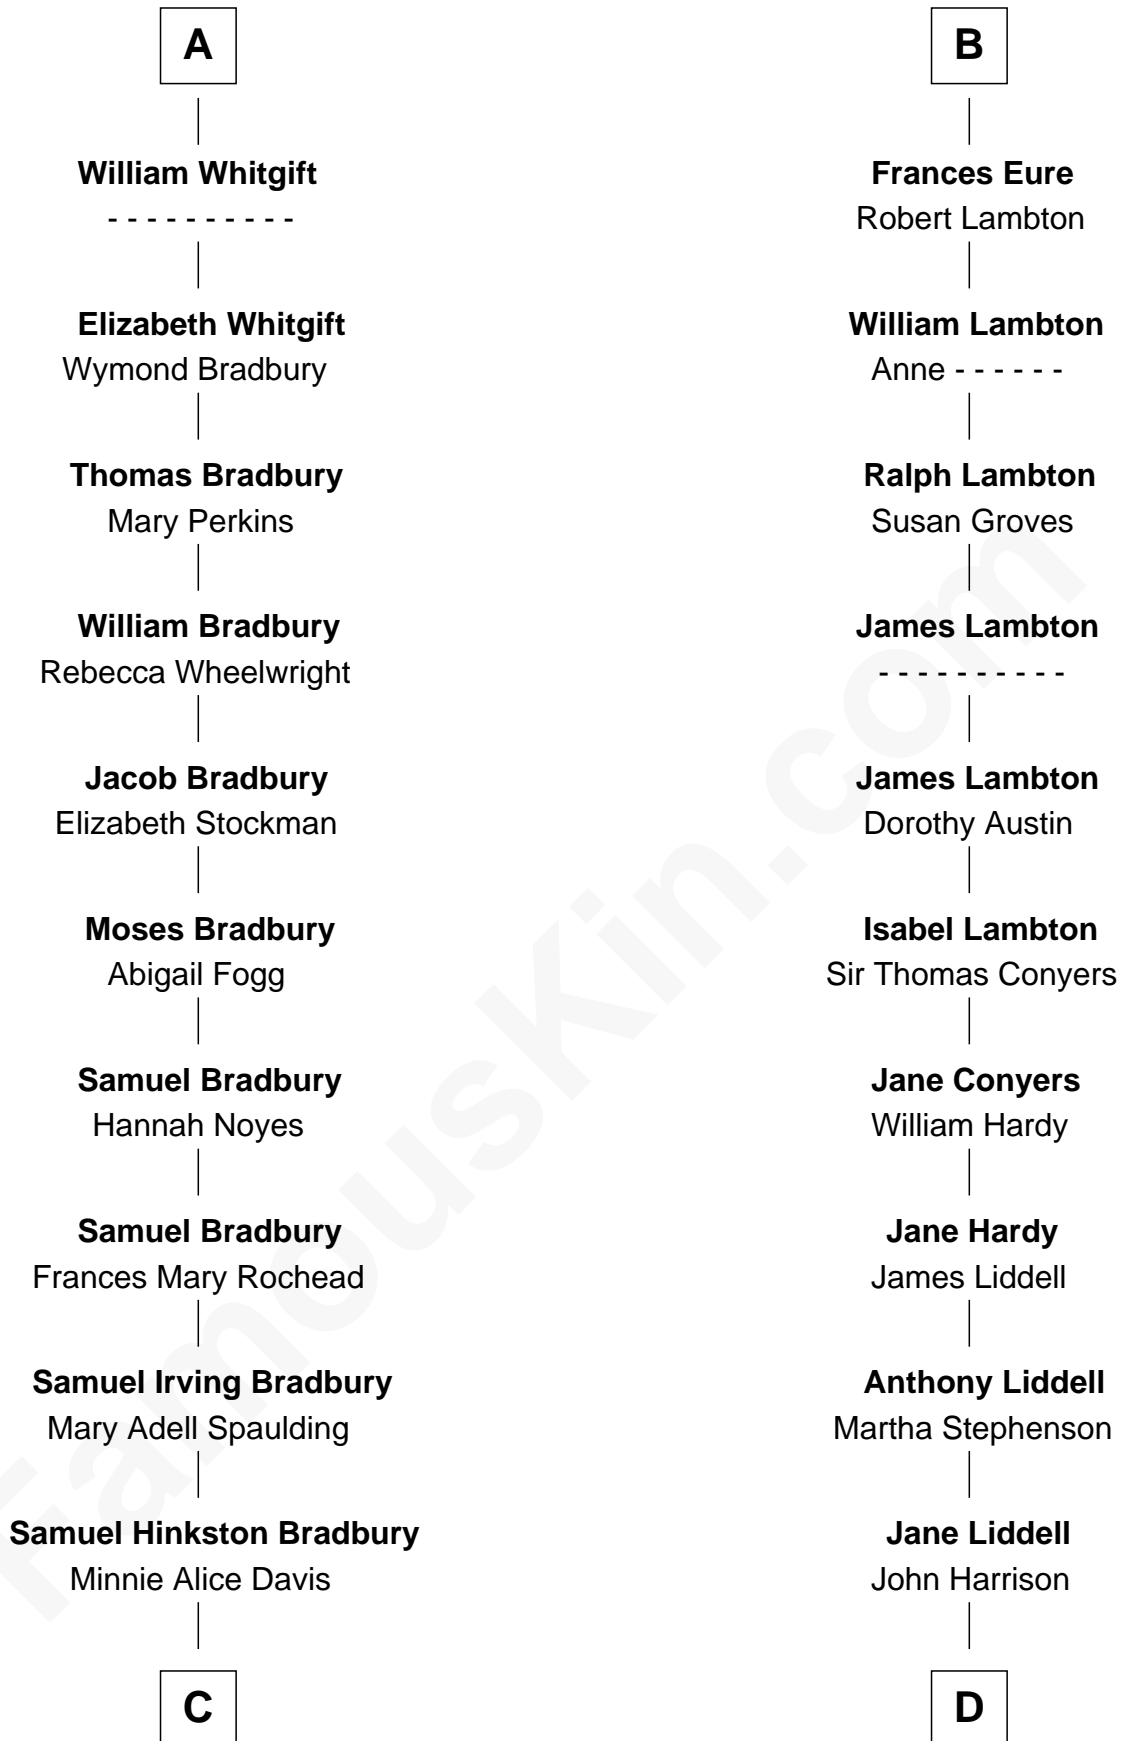 A
William Whitgift
- - - - - - - - - -
Elizabeth Whitgift
Wymond Bradbury
Thomas Bradbury
Mary Perkins
William Bradbury
Rebecca Wheelwright
Jacob Bradbury
Elizabeth Stockman
Moses Bradbury
Abigail Fogg
Samuel Bradbury
Hannah Noyes
Samuel Bradbury
Frances Mary Rochead
Samuel Irving Bradbury
Mary Adell Spaulding
Samuel Hinkston Bradbury
Minnie Alice Davis
C
B
Frances Eure
Robert Lambton
William Lambton
Anne - - - - - -
Ralph Lambton
Susan Groves
James Lambton
- - - - - - - - - -
James Lambton
Dorothy Austin
Isabel Lambton
Sir Thomas Conyers
Jane Conyers
William Hardy
Jane Hardy
James Liddell
Anthony Liddell
Martha Stephenson
Jane Liddell
John Harrison
D
FamousKin.com